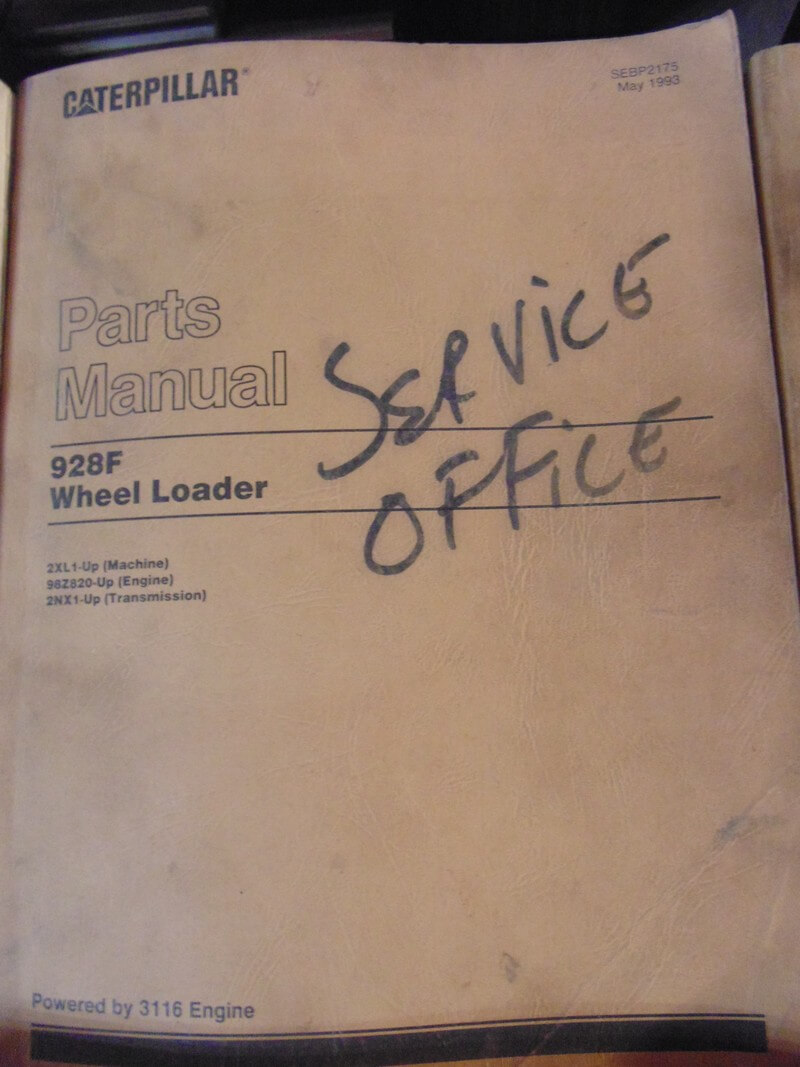 CATERPILLAR®
SEBP2175
May 1993
Parts
Manual
SERVICE
OFFICE
928F
Wheel Loader
2XL1-Up (Machine)
98Z820-Up (Engine)
2NX1-Up (Transmission)
Powered by 3116 Engine